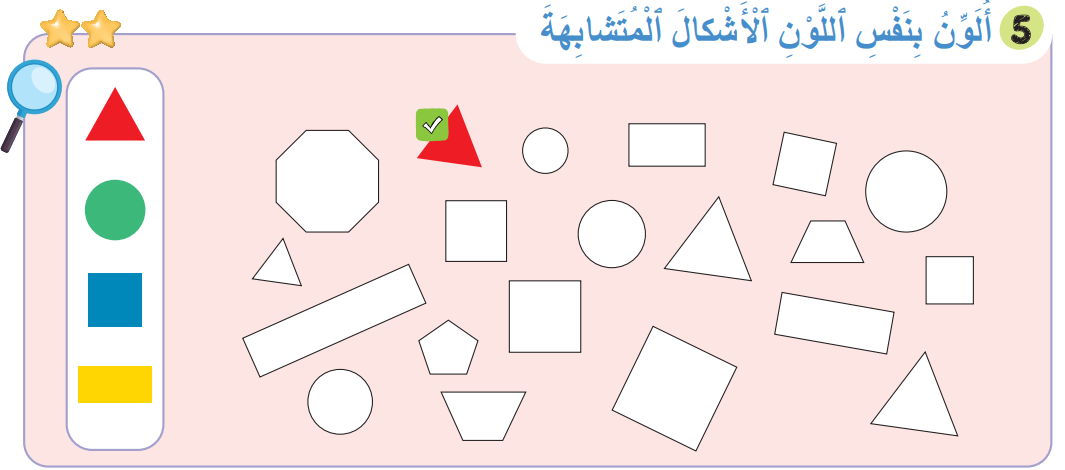 5 أُلَوِّنُ بِنَفْسِ ٱللَّوْنِ ٱلْأَشْكالَ ٱلْمُتَشابِهَةَ